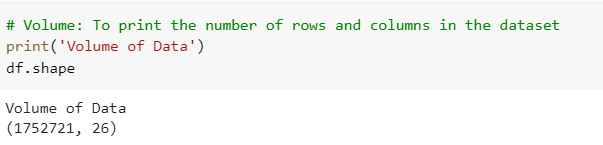 # Volume: To print the number of rows and columns in the dataset
print('Volume of Data')
df.shape
Volume of Data
(1752721, 26)